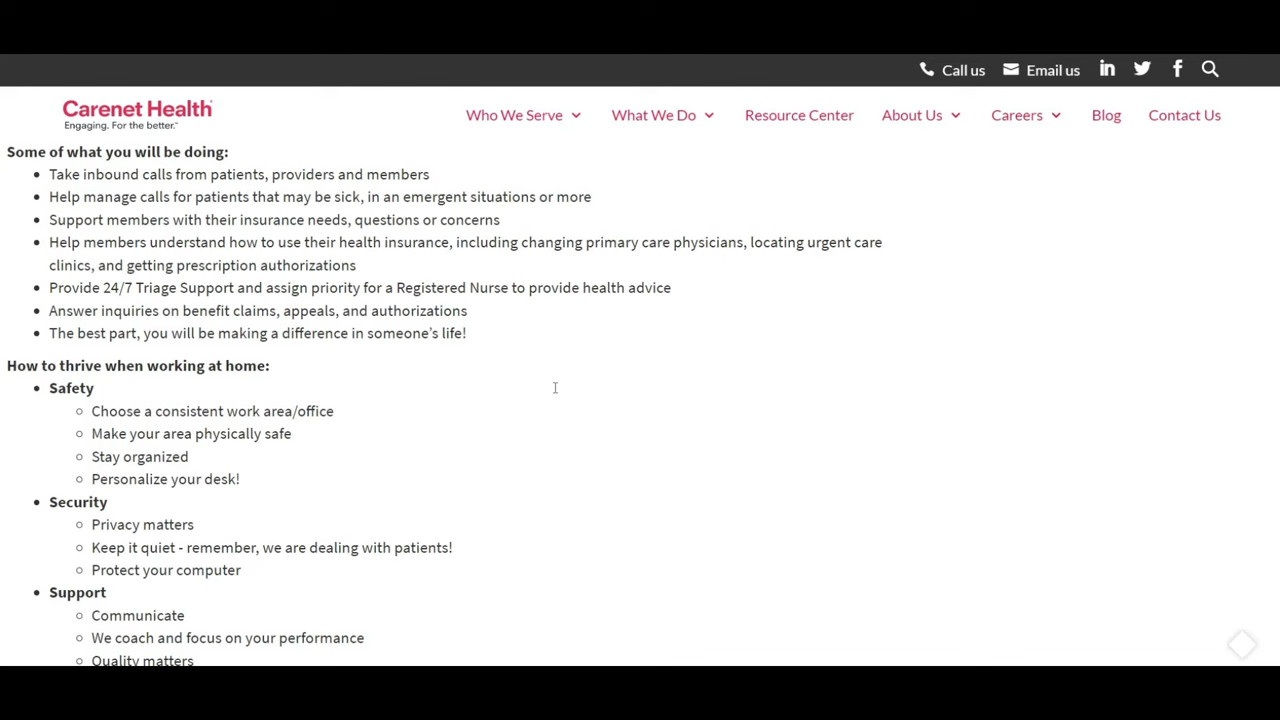 Call us Email us
Carenet Health
Engaging. For the better.™
Who We Serve What We Do Resource Center About Us Careers Blog Contact Us
Some of what you will be doing:
• Take inbound calls from patients, providers and members
• Help manage calls for patients that may be sick, in an emergent situations or more
• Support members with their insurance needs, questions or concerns
• Help members understand how to use their health insurance, including changing primary care physicians, locating urgent care
clinics, and getting prescription authorizations
• Provide 24/7 Triage Support and assign priority for a Registered Nurse to provide health advice
• Answer inquiries on benefit claims, appeals, and authorizations
• The best part, you will be making a difference in someone's life!
How to thrive when working at home:
• Safety
○ Choose a consistent work area/office
○ Make your area physically safe
○ Stay organized
○ Personalize your desk!
• Security
○ Privacy matters
○ Keep it quiet - remember, we are dealing with patients!
○ Protect your computer
• Support
○ Communicate
○ We coach and focus on your performance
○ Quality matters